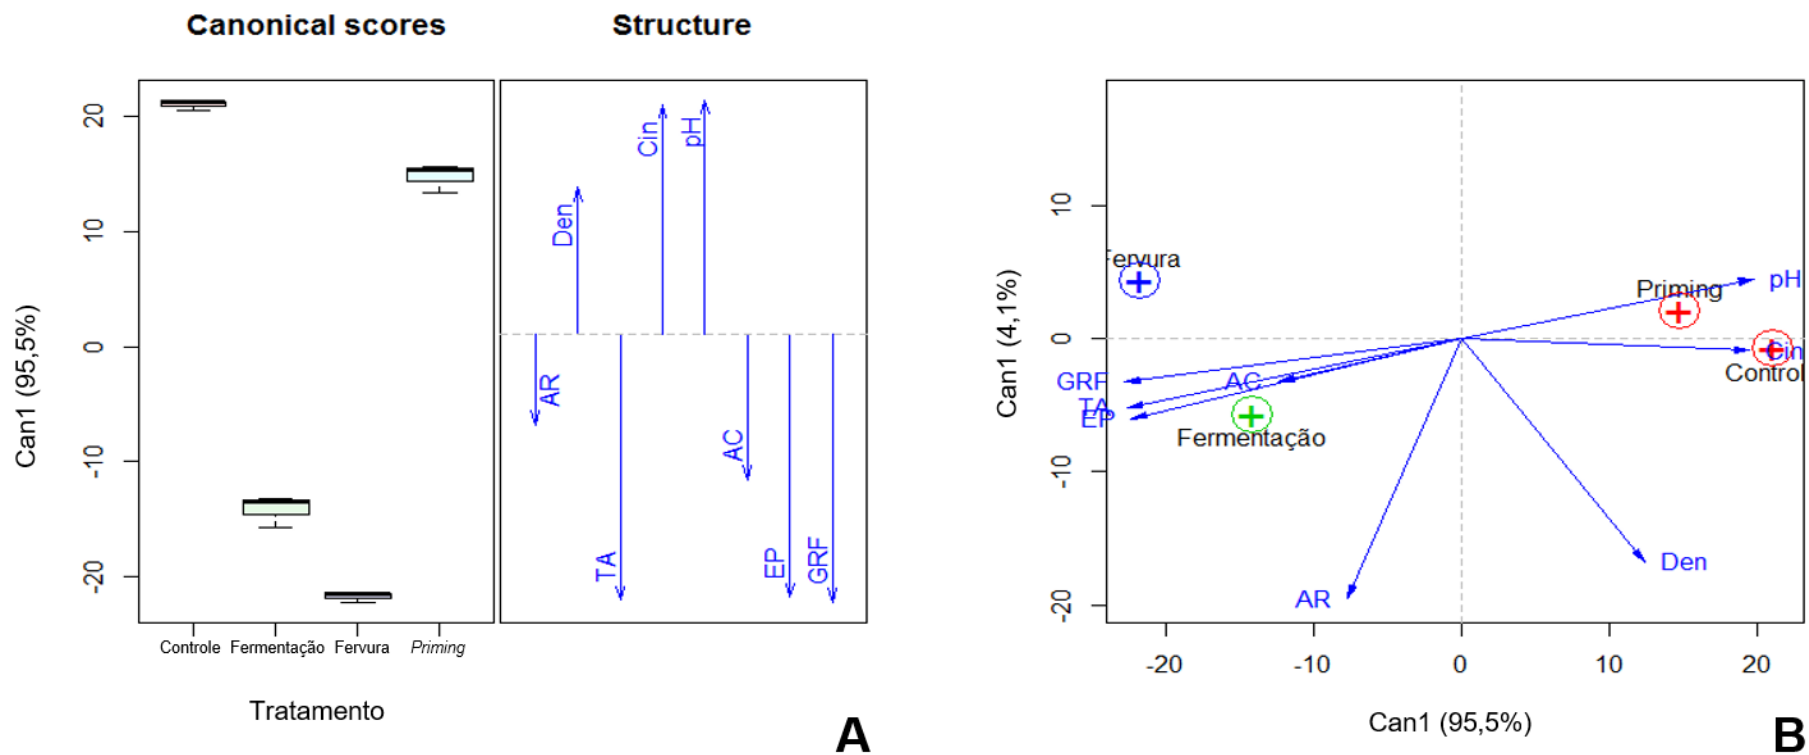 Canonical scores
Structure
Can1 (95,5%)
20
10
0
-10
-20
Controle
Fermentação
Fervura
Priming
Tratamento
AR
Den
TA
Cin
pH
AC
EP
GRF
A
Can1 (4,1%)
10
0
-10
-20
Fervura
Priming
pH
Cin
Control
GRF
AC
TA
EP
Fermentação
AR
Den
-20
-10
0
10
20
Can1 (95,5%)
B